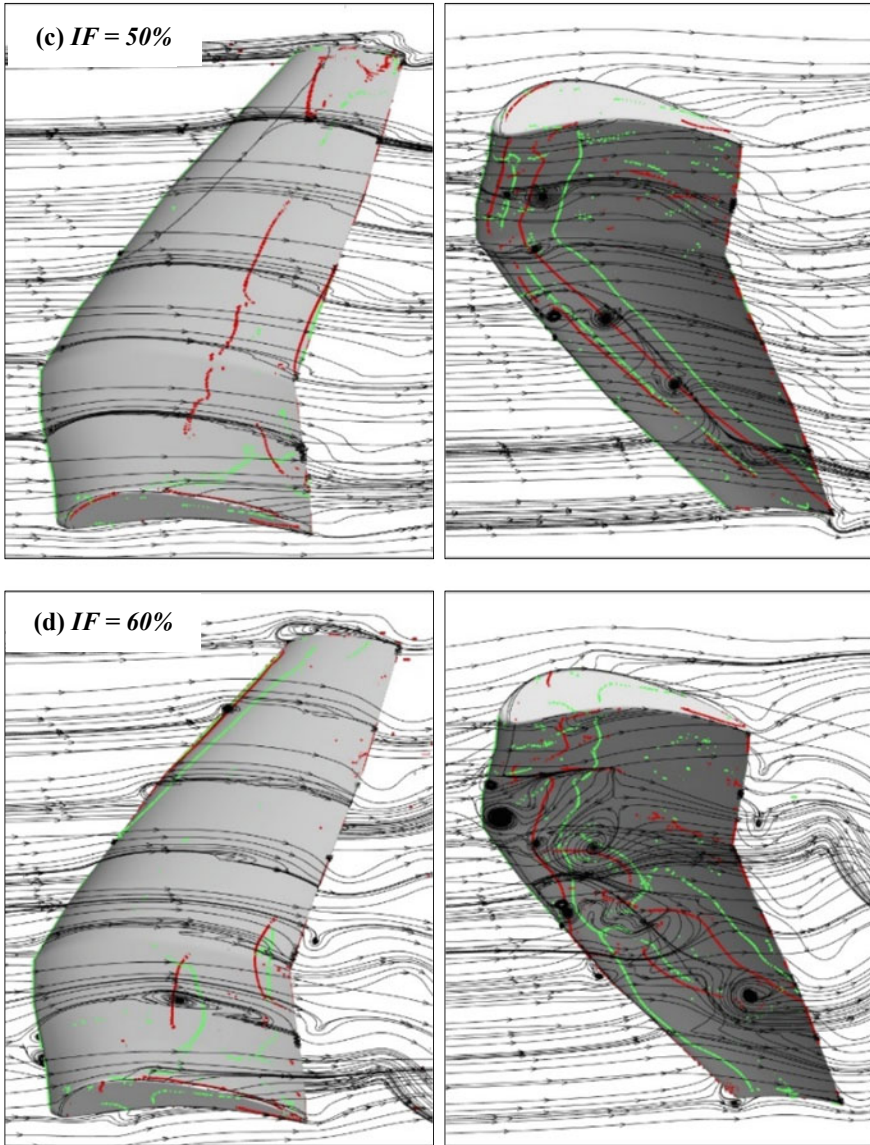 (c) IF = 50%
(d) IF = 60%